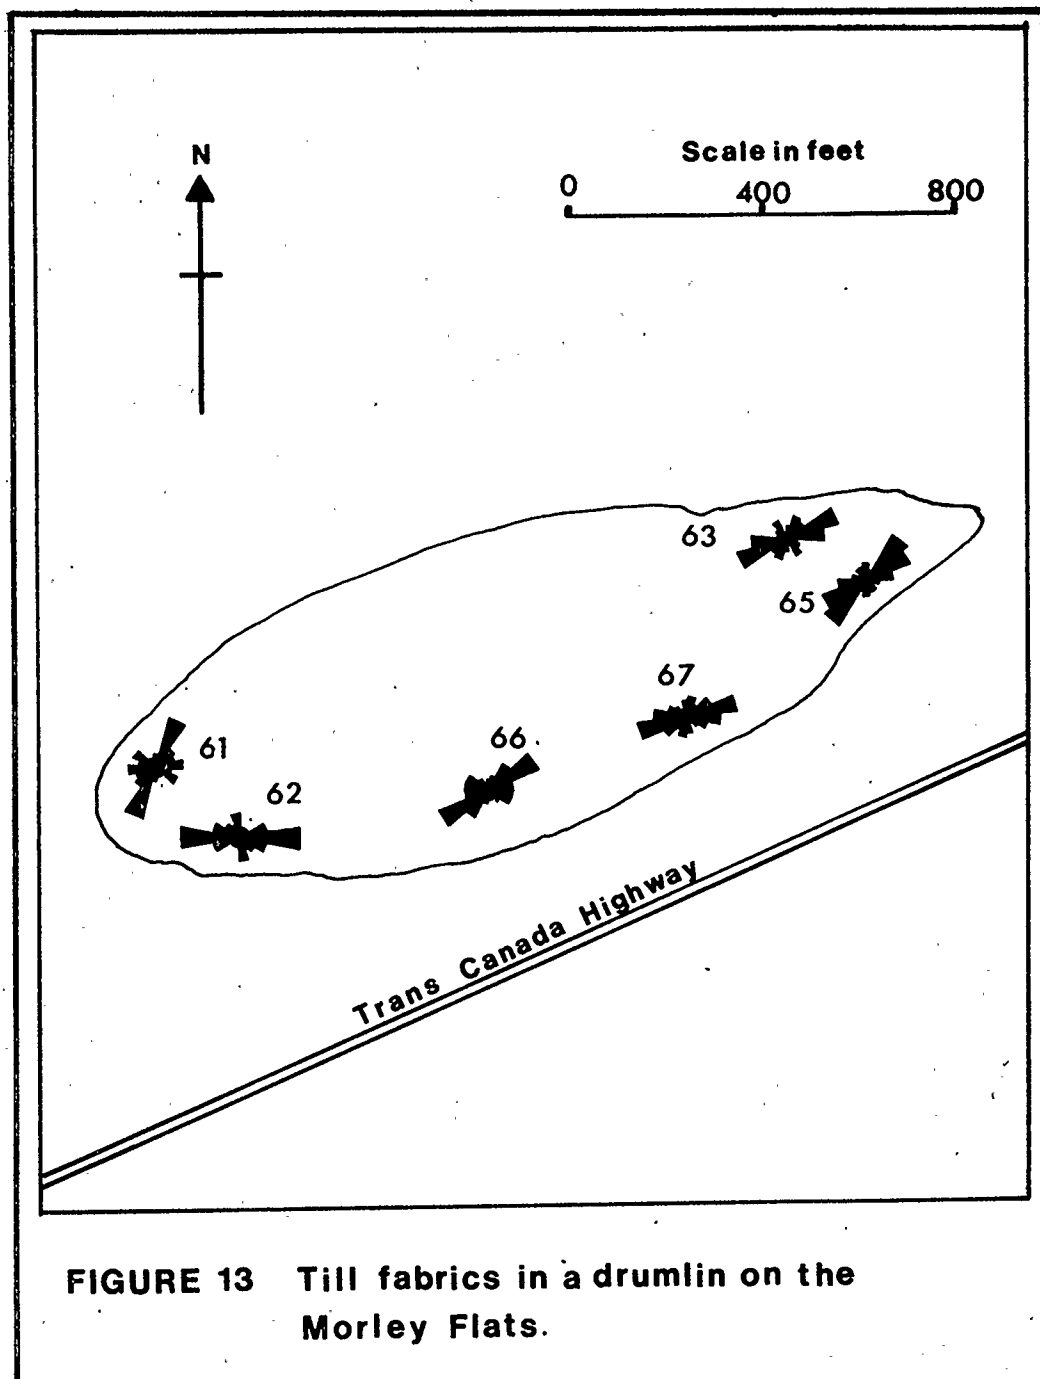 N
Scale in feet
0 400 800
63
65
67
61
66
62
Trans Canada Highway
FIGURE 13 Till fabrics in a drumlin on the
Morley Flats.